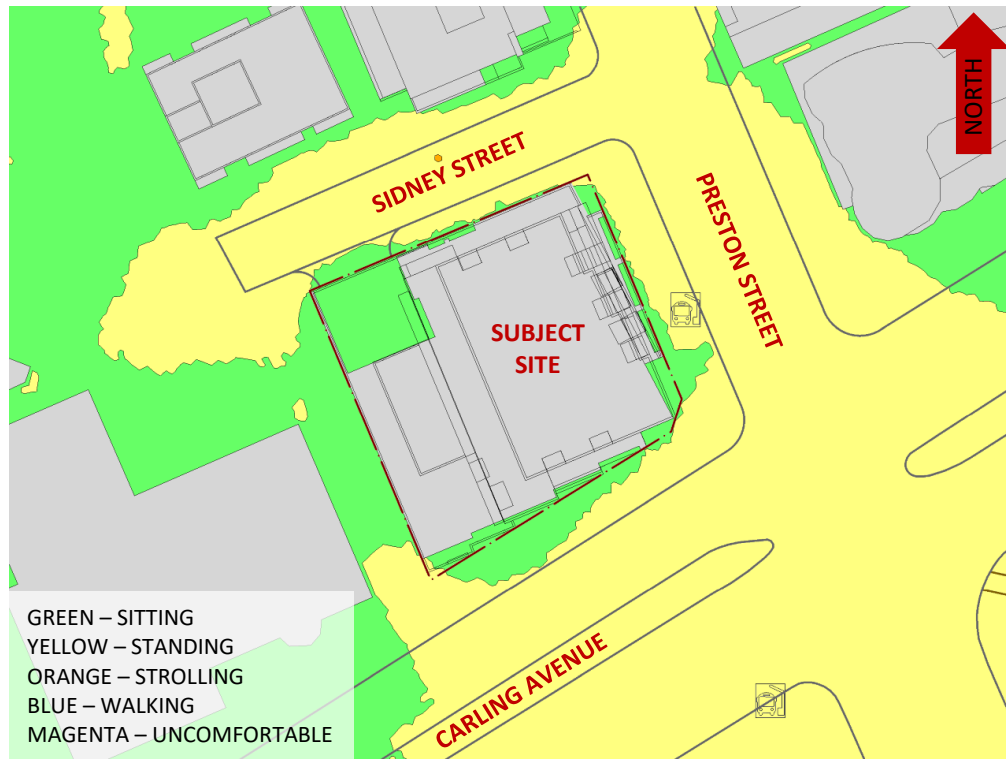 NORTH
SIDNEY STREET
PRESTON STREET
SUBJECT
SITE
CARLING AVENUE
GREEN – SITTING
YELLOW – STANDING
ORANGE – STROLLING
BLUE – WALKING
MAGENTA – UNCOMFORTABLE